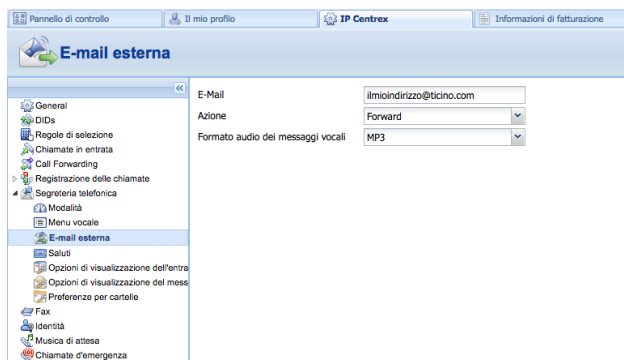 Pannello di controllo
Il mio profilo
IP Centrex
Informazioni di fatturazione
E-mail esterna
General
DIDs
Regole di selezione
Chiamate in entrata
Call Forwarding
Registrazione delle chiamate
Segreteria telefonica
Modalità
Menu vocale
E-mail esterna
Saluti
Opzioni di visualizzazione dell'entra
Opzioni di visualizzazione del mess
Preferenze per cartelle
Fax
Identità
Musica di attesa
Chiamate d'emergenza
E-Mail ilmioindirizzo@ticino.com
Azione Forward
Formato audio dei messaggi vocali MP3